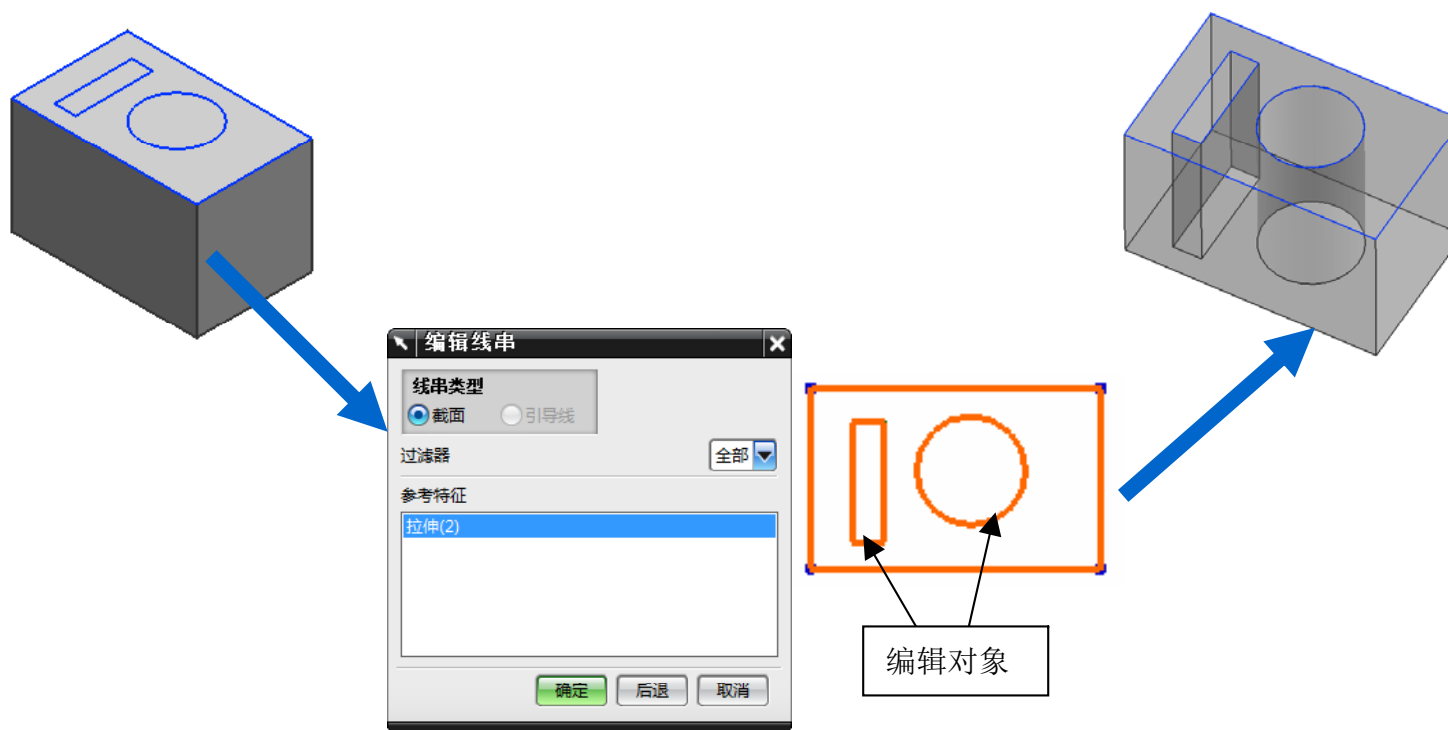 编辑线串
线串类型
截面 引导线
过滤器 全部
参考特征
拉伸(2)
确定 后退 取消
编辑对象